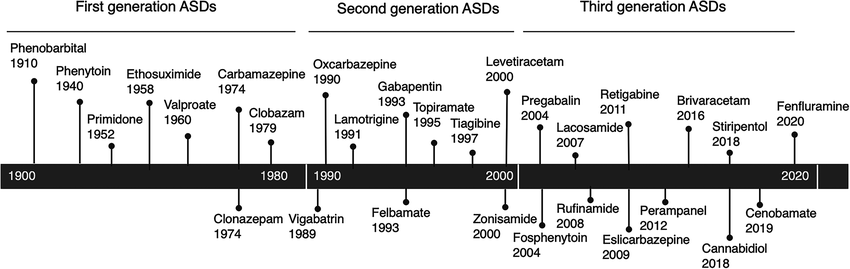 First generation ASDs
Second generation ASDs
Third generation ASDs
Phenobarbital
1910
Phenytoin
1940
Primidone
1952
Ethosuximide
1958
Valproate
1960
Carbamazepine
1974
Clobazam
1979
Oxcarbazepine
1990
Lamotrigine
1991
Gabapentin
1993
Topiramate
1995
Tiagibine
1997
Levetiracetam
2000
Pregabalin
2004
Lacosamide
2007
Retigabine
2011
Brivaracetam
2016
Stiripentol
2018
Fenfluramine
2020
1900
1980
1990
2000
2020
Clonazepam
1974
Vigabatrin
1989
Felbamate
1993
Zonisamide
2000
Fosphenytoin
2004
Rufinamide
2008
Eslicarbazepine
2009
Perampanel
2012
Cannabidiol
2018
Cenobamate
2019